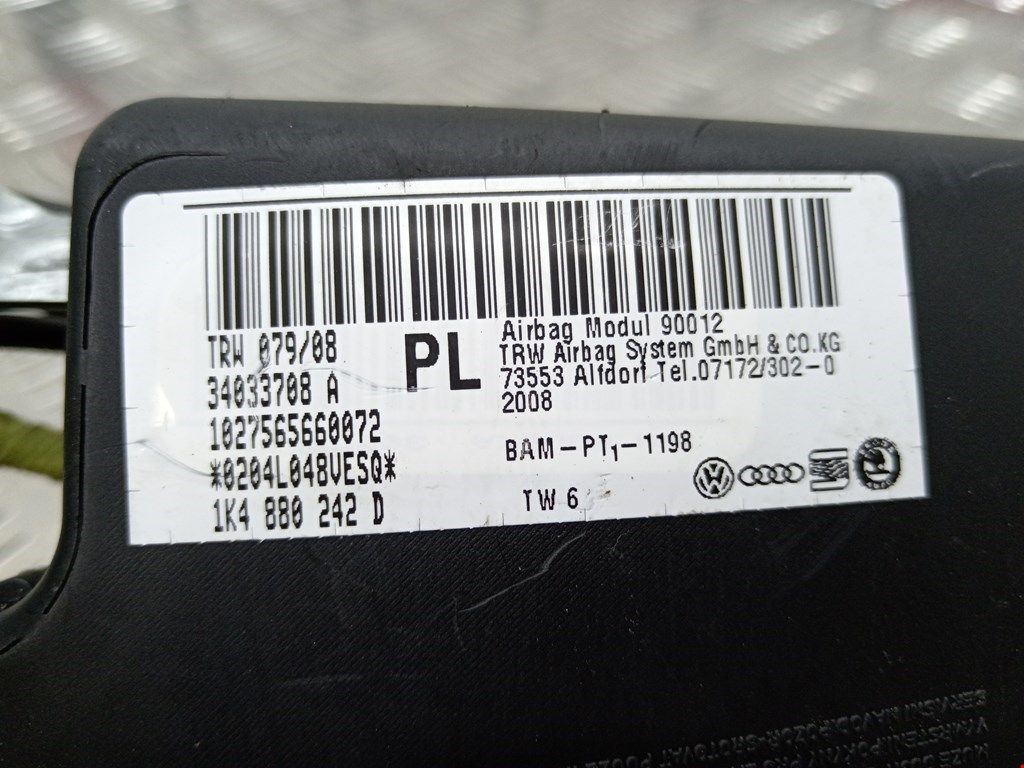 TRW 079/08
34033708 A
1027565660072
*0204L048VESQ*
1K4 880 242 D
PL
Airbag Modul 90012
TRW Airbag System GmbH & CO.KG
73553 Alfdorf Tel.07172/302-0
2008
BAM-PT1-1198
TW 6